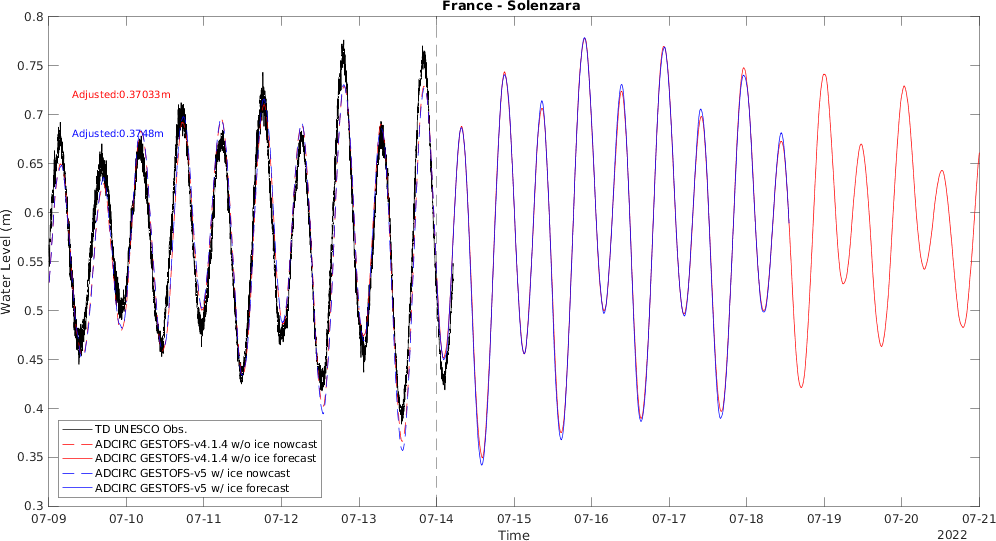 France - Solenzara
0.8
0.75
0.7
0.65
0.6
0.55
0.5
0.45
0.4
0.35
0.3
Water Level (m)
Adjusted:0.37033m
Adjusted:0.3748m
TD UNESCO Obs.
ADCIRC GESTOFS-v4.1.4 w/o ice nowcast
ADCIRC GESTOFS-v4.1.4 w/o ice forecast
ADCIRC GESTOFS-v5 w/ ice nowcast
ADCIRC GESTOFS-v5 w/ ice forecast
07-09 07-10 07-11 07-12 07-13 07-14 07-15 07-16 07-17 07-18 07-19 07-20 07-21
Time
2022